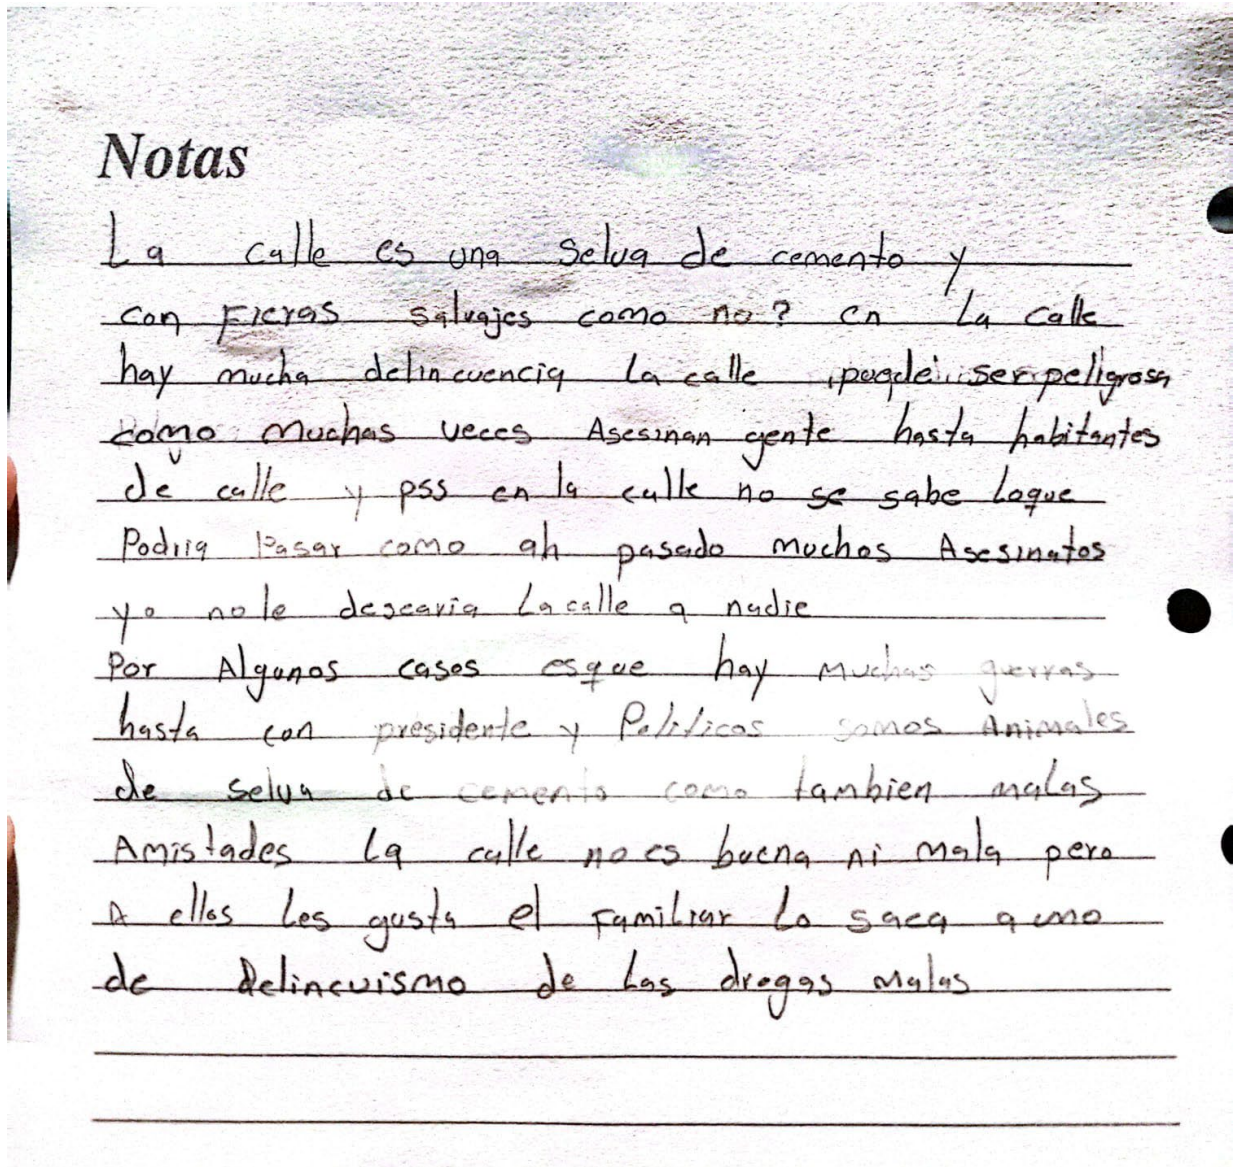 Notas
La calle es una selva de cemento y
con Fieras salvajes como no? en La calle
hay mucha delincuencia la calle puede ser peligrosa
como muchas veces Asesinan gente hasta habitantes
de calle y pss en la calle no se sabe Loque
Podria Pasar como ah pasado muchos Asesinatos
yo nole desearia La calle a nadie
Por Algunos casos esque hay muchas guerras
hasta con presidente y Politicos somos Animales
de selva de cemento como tambien malas
Amistades La calle no es buena ni mala pero
A ellos Les gusta el Familiar lo saca a uno
de Delincuismo de Las drogas malas